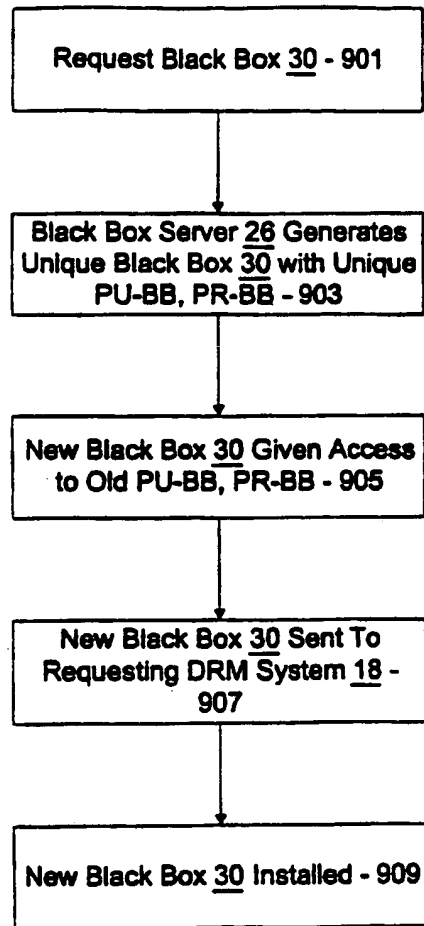 Request Black Box 30 - 901
Black Box Server 26 Generates
Unique Black Box 30 with Unique
PU-BB, PR-BB - 903
New Black Box 30 Given Access
to Old PU-BB, PR-BB - 905
New Black Box 30 Sent To
Requesting DRM System 18 -
907
New Black Box 30 Installed - 909